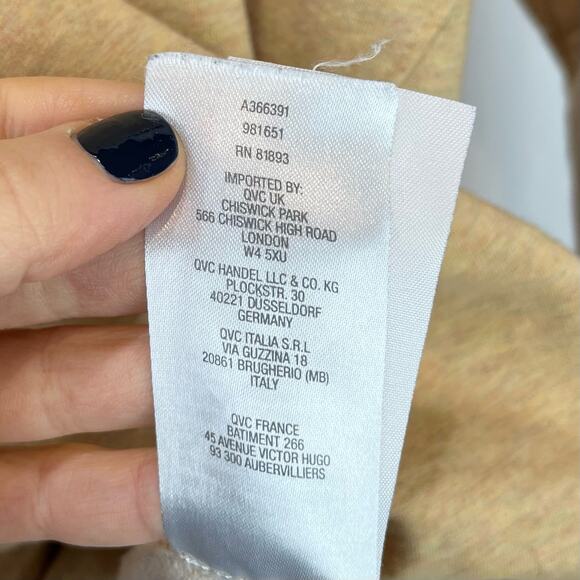 A366391
981651
RN 81893
IMPORTED BY:
QVC UK
CHISWICK PARK
566 CHISWICK HIGH ROAD
LONDON
W4 5XU
QVC HANDEL LLC & CO. KG
PLOCKSTR. 30
40221 DÜSSELDORF
GERMANY
QVC ITALIA S.R.L
VIA GUZZINA 18
20861 BRUGHERIO (MB)
ITALY
QVC FRANCE
BATIMENT 266
45 AVENUE VICTOR HUGO
93 300 AUBERVILLIERS